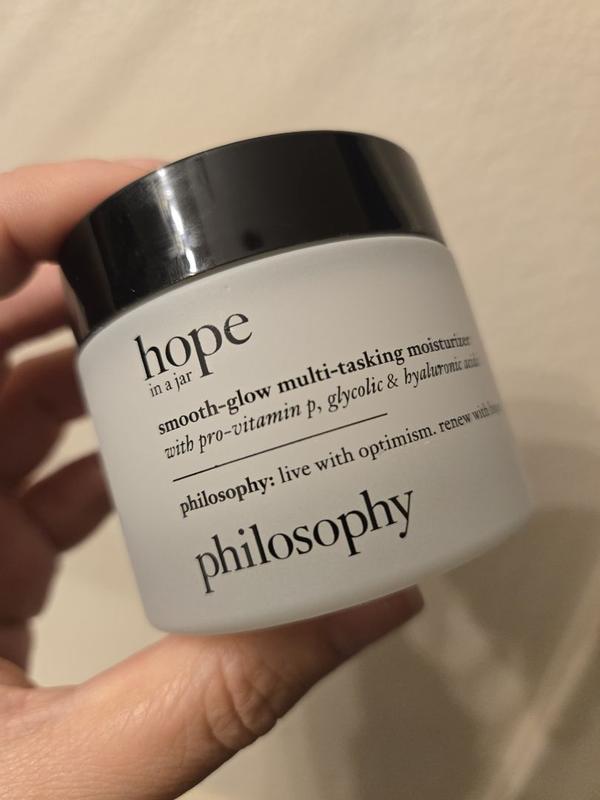 hope
in a jar
smooth-glow multi-tasking moisturizer
with pro-vitamin p, glycolic & hyaluronic acids
philosophy: live with optimism. renew with
philosophy